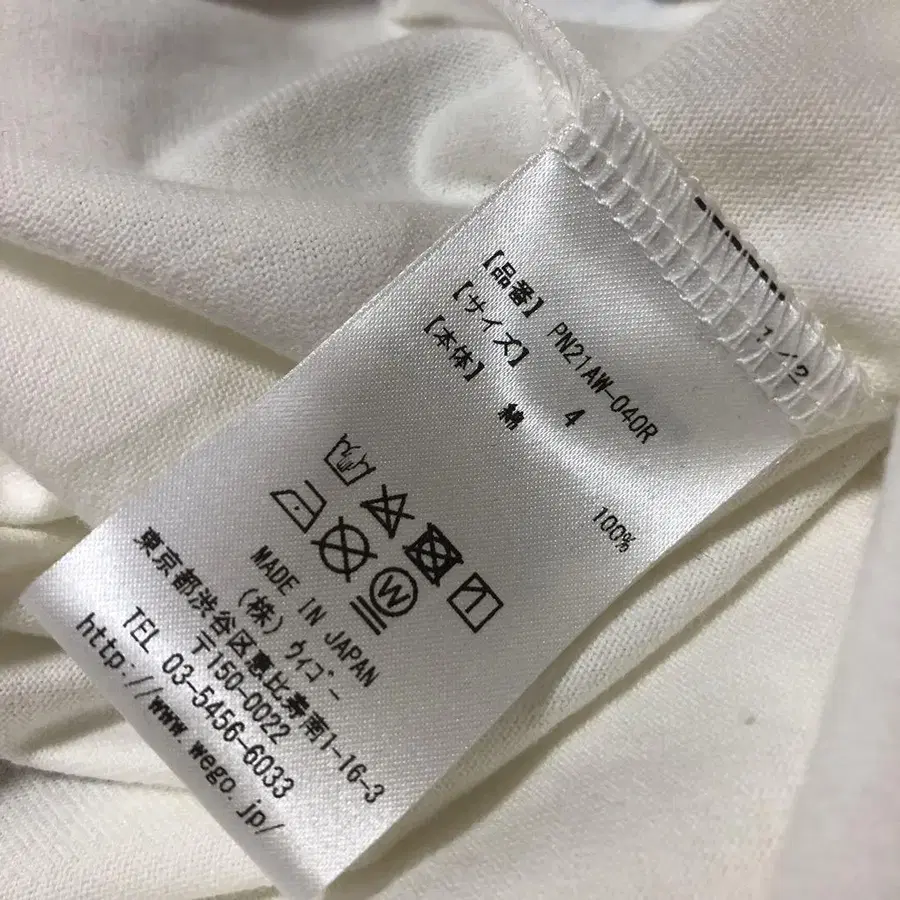 1/2
【品番】 PN21AW-040R
【サイズ】 4
【本体】 綿 100%
MADE IN JAPAN
(株) ウィゴー
〒150-0022
東京都渋谷区恵比寿南1-16-3
TEL 03-5456-6033
http://www.wego.jp/